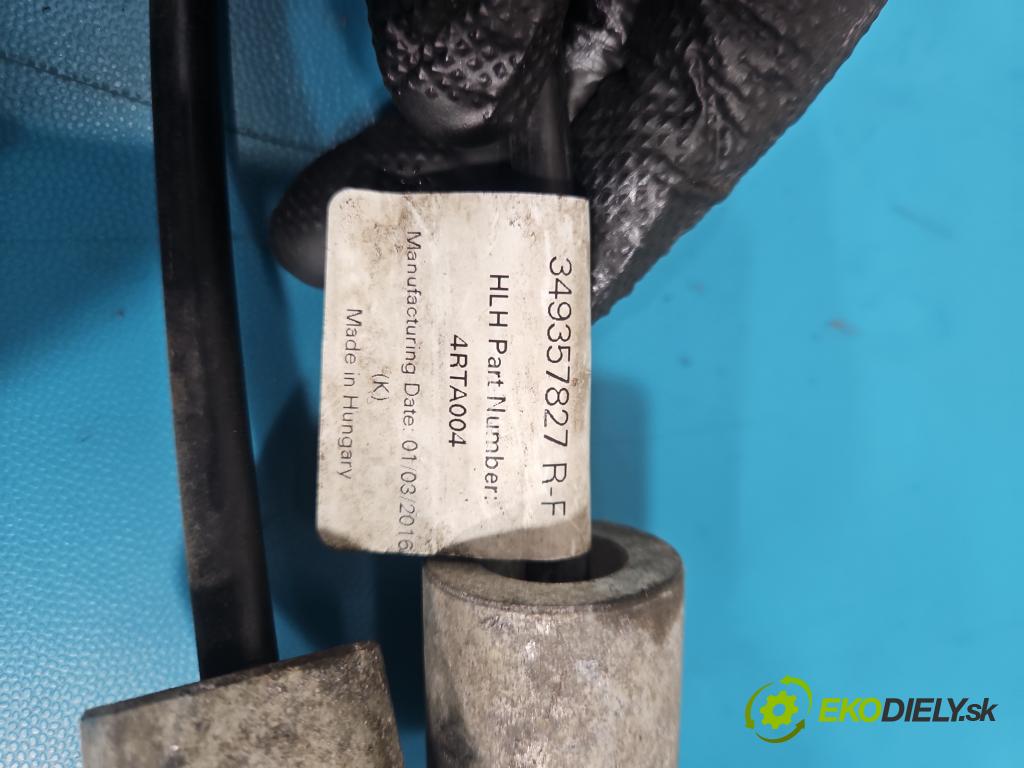 349357827 R-F
HLH Part Number:
4RTA004
Manufacturing Date: 01/03/2016
(K)
Made in Hungary
EKODIELY.sk